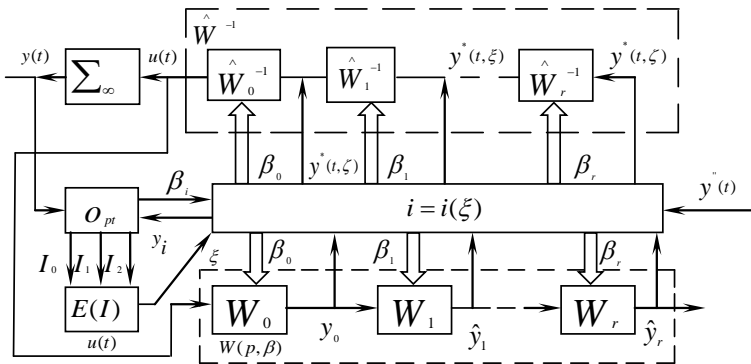 Ŵ⁻¹
y(t)
u(t)
∑∞
Ŵ₀⁻¹
Ŵ₁⁻¹
y*(t,ξ)
Ŵᵣ⁻¹
y*(t,ζ)
β₀
y*(t,ζ)
β₁
βᵣ
βᵢ
Oₚₜ
yᵢ
i = i(ξ)
y"(t)
I₀
I₁
I₂
ξ
β₀
β₁
βᵣ
E(I)
u(t)
W₀
W(p, β)
y₀
W₁
ŷ₁
Wᵣ
ŷᵣ